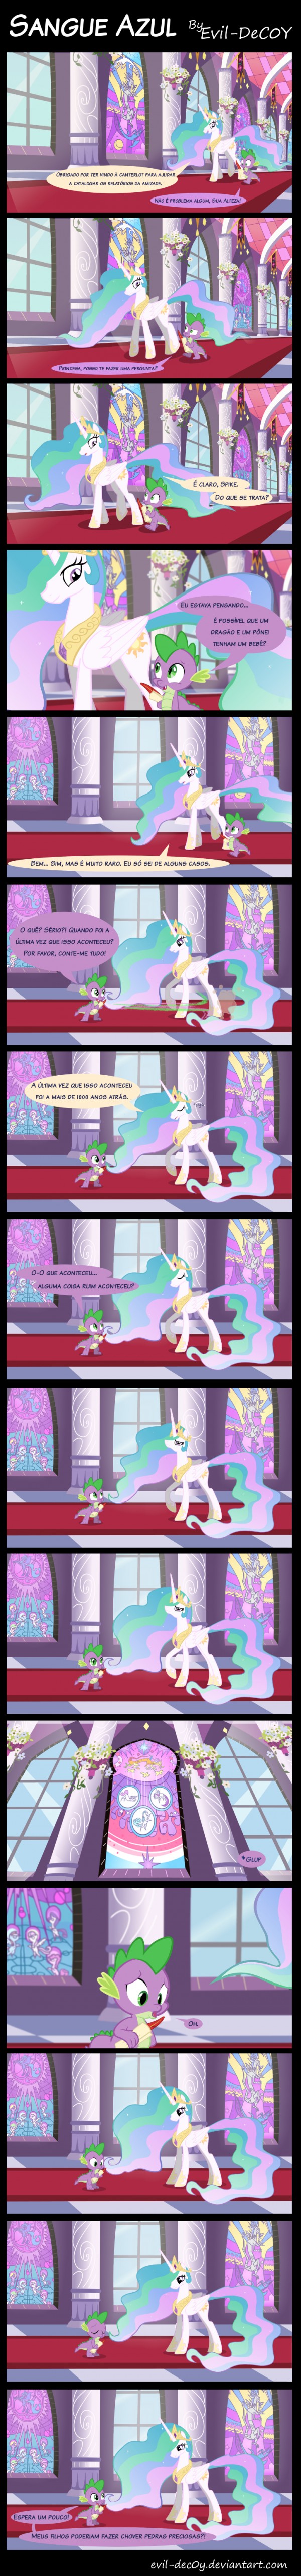 SANGUE AZUL
By
Evil-DeCOY
OBRIGADO POR TER VINDO À CANTERLOT PARA AJUDAR
A CATALOGAR OS RELATÓRIOS DA AMIZADE.
NÃO É PROBLEMA ALGUM, SUA ALTEZA!
PRINCESA, POSSO TE FAZER UMA PERGUNTA?
É CLARO, SPIKE.
DO QUE SE TRATA?
EU ESTAVA PENSANDO...
É POSSÍVEL QUE UM
DRAGÃO E UM PÔNEI
TENHAM UM BEBÊ?
BEM... SIM, MAS É MUITO RARO. EU SÓ SEI DE ALGUNS CASOS.
O QUÊ? SÉRIO?! QUANDO FOI A
ÚLTIMA VEZ QUE ISSO ACONTECEU?
POR FAVOR, CONTE-ME TUDO!
A ÚLTIMA VEZ QUE ISSO ACONTECEU
FOI A MAIS DE 1000 ANOS ATRÁS.
O-O QUE ACONTECEU...
ALGUMA COISA RUIM ACONTECEU?
*GLUP
OH.
ESPERA UM POUCO!
MEUS FILHOS PODERIAM FAZER CHOVER PEDRAS PRECIOSAS?!
evil-dec0y.deviantart.com